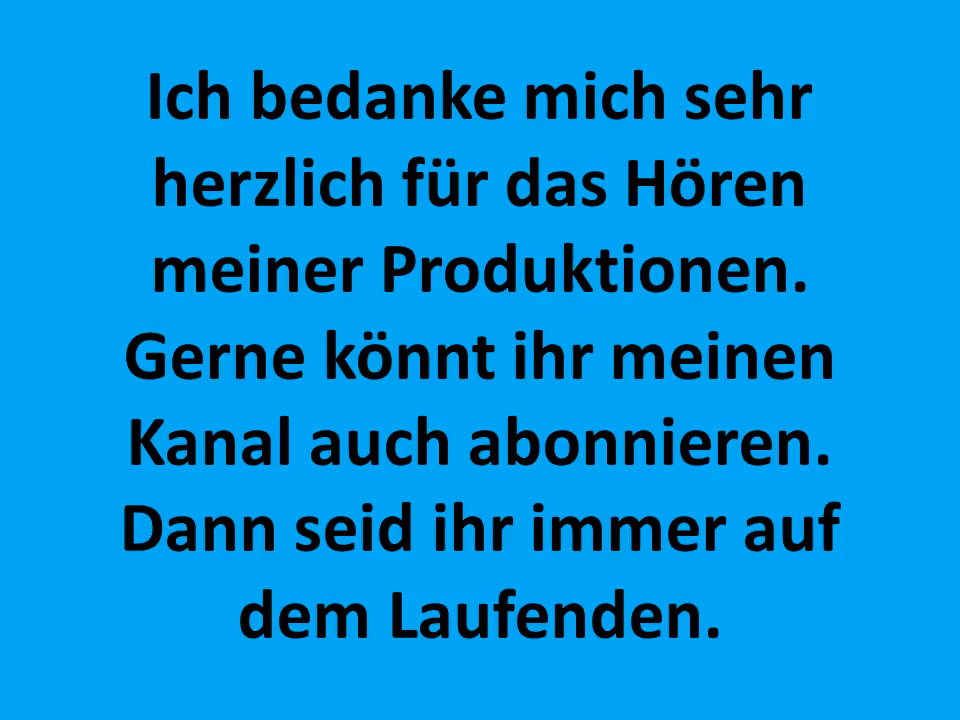 Ich bedanke mich sehr
herzlich für das Hören
meiner Produktionen.
Gerne könnt ihr meinen
Kanal auch abonnieren.
Dann seid ihr immer auf
dem Laufenden.